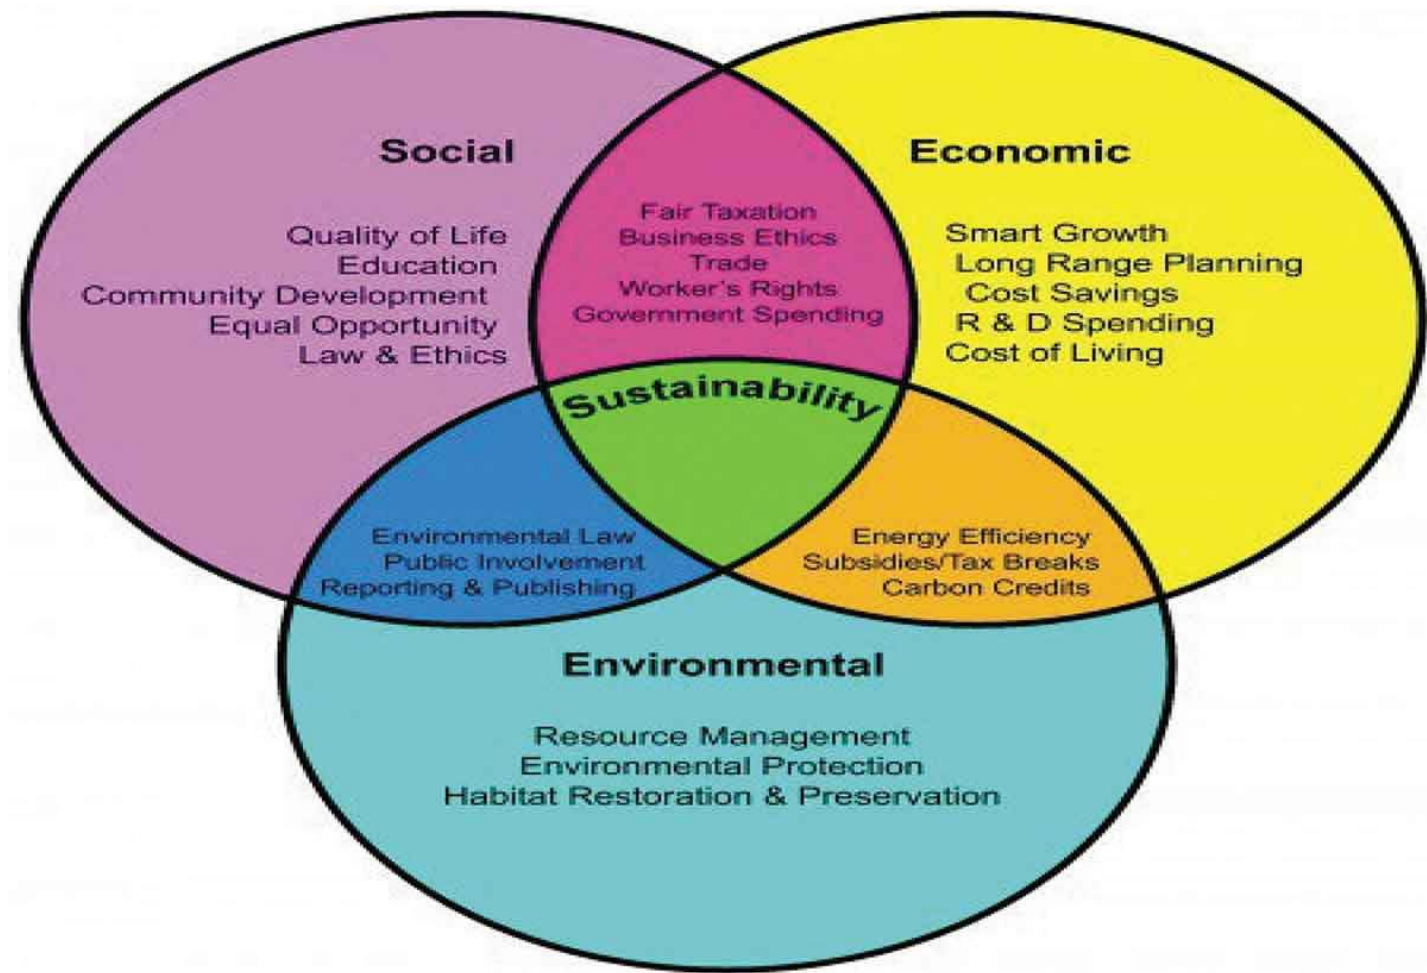 Social
Quality of Life
Education
Community Development
Equal Opportunity
Law & Ethics
Fair Taxation
Business Ethics
Trade
Worker's Rights
Government Spending
Economic
Smart Growth
Long Range Planning
Cost Savings
R & D Spending
Cost of Living
Sustainability
Environmental Law
Public Involvement
Reporting & Publishing
Energy Efficiency
Subsidies/Tax Breaks
Carbon Credits
Environmental
Resource Management
Environmental Protection
Habitat Restoration & Preservation